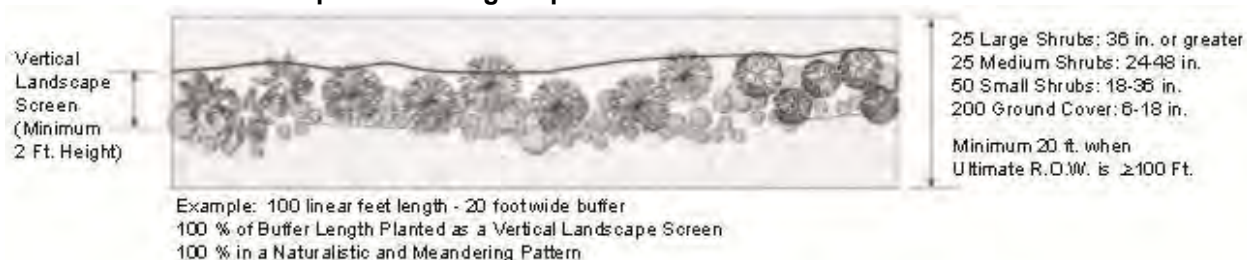 Vertical
Landscape
Screen
(Minimum
2 Ft. Height)
25 Large Shrubs: 36 in. or greater
25 Medium Shrubs: 24-48 in.
50 Small Shrubs: 18-36 in.
200 Ground Cover: 6-18 in.
Minimum 20 ft. when
Ultimate R.O.W. is ≥100 Ft.
Example: 100 linear feet length - 20 foot wide buffer
100 % of Buffer Length Planted as a Vertical Landscape Screen
100 % in a Naturalistic and Meandering Pattern